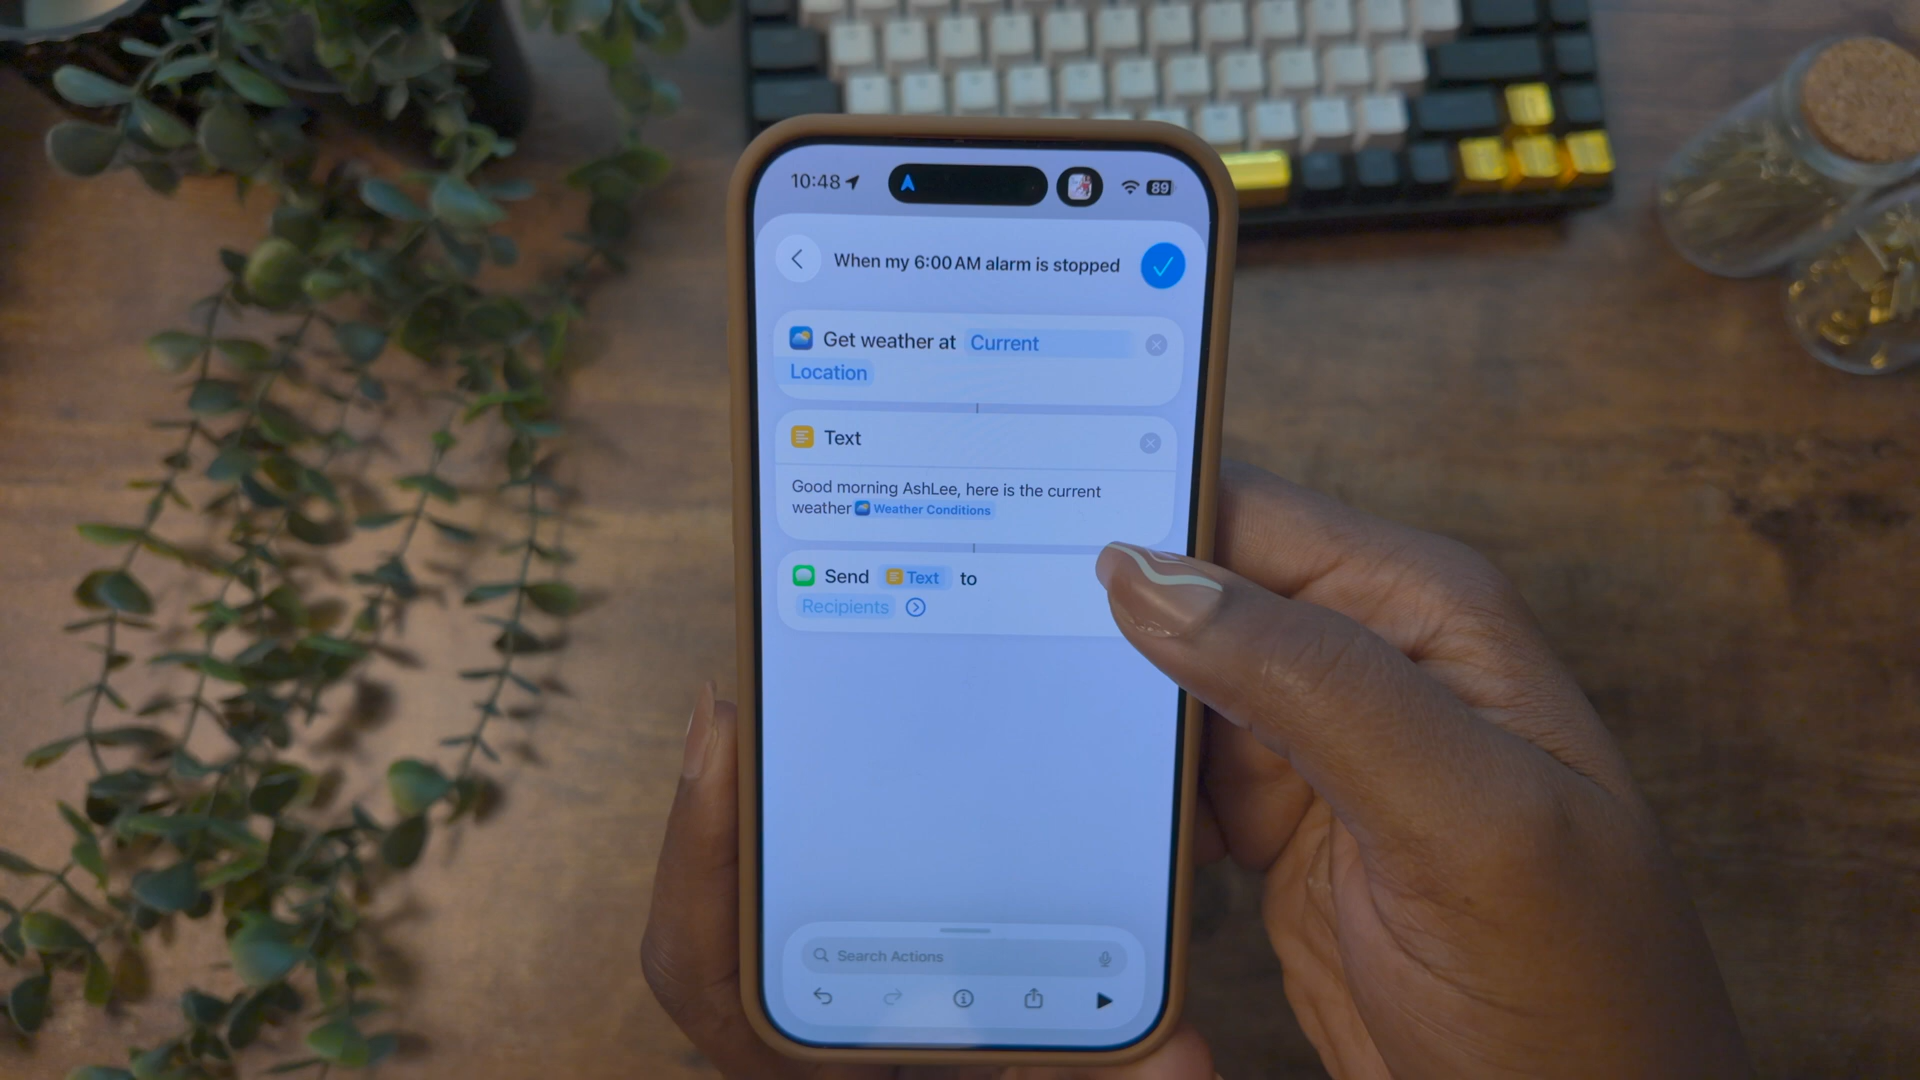 10:48
89
When my 6:00 AM alarm is stopped
Get weather at Current
Location
Text
Good morning AshLee, here is the current
weather Weather Conditions
Send Text to
Recipients
Search Actions